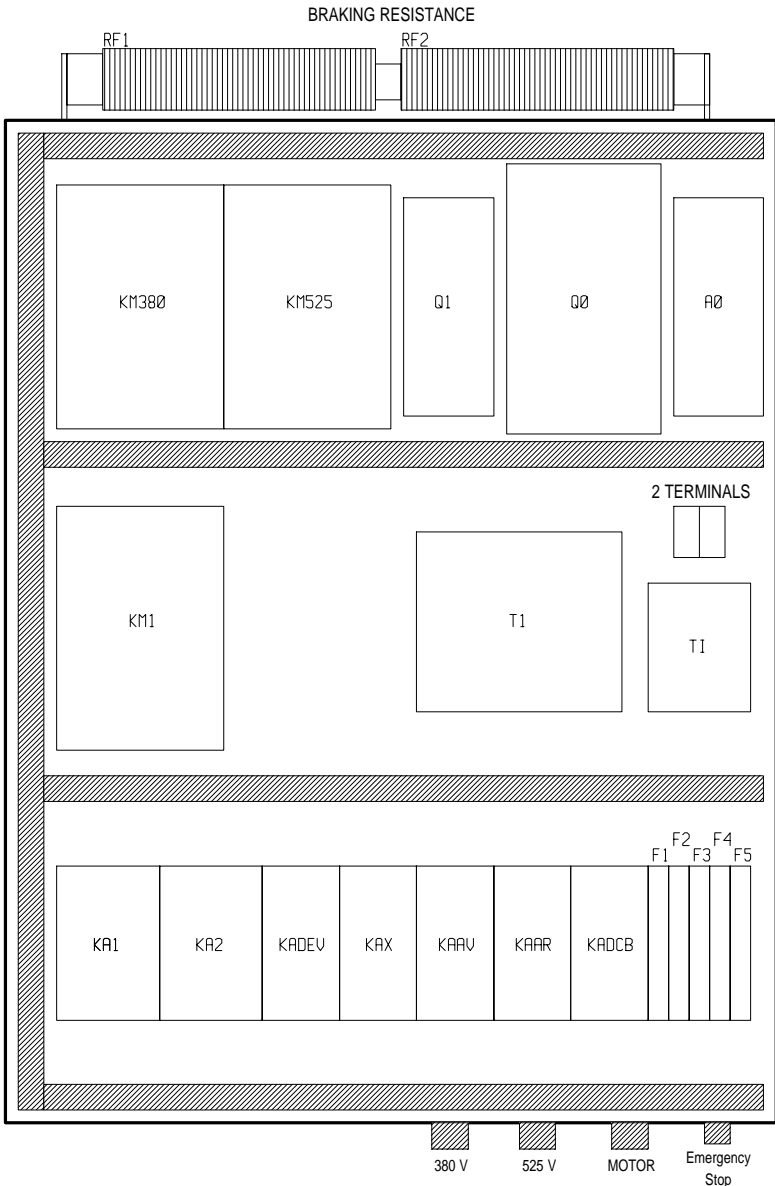 BRAKING RESISTANCE
RF1 RF2
KM380 KM525 Q1 Q0 A0
2 TERMINALS
KM1 T1 TI
F2 F4
F1 F3 F5
KA1 KA2 KADEV KAX KAAV KAAR KADCB
380 V 525 V MOTOR Emergency
Stop